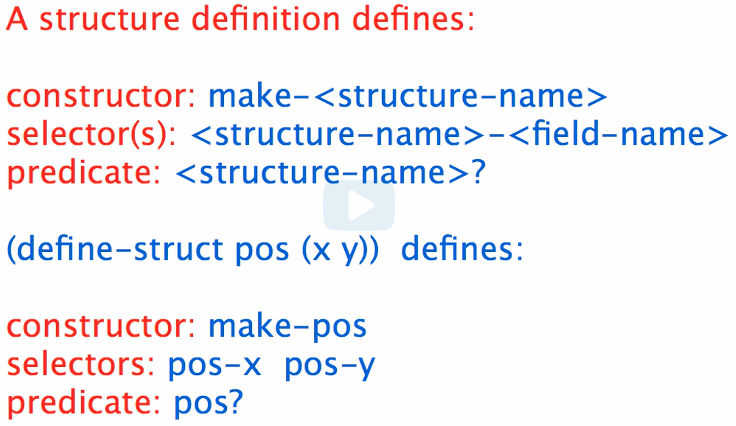 A structure definition defines:
constructor: make-<structure-name>
selector(s): <structure-name>-<field-name>
predicate: <structure-name>?
(define-struct pos (x y)) defines:
constructor: make-pos
selectors: pos-x pos-y
predicate: pos?